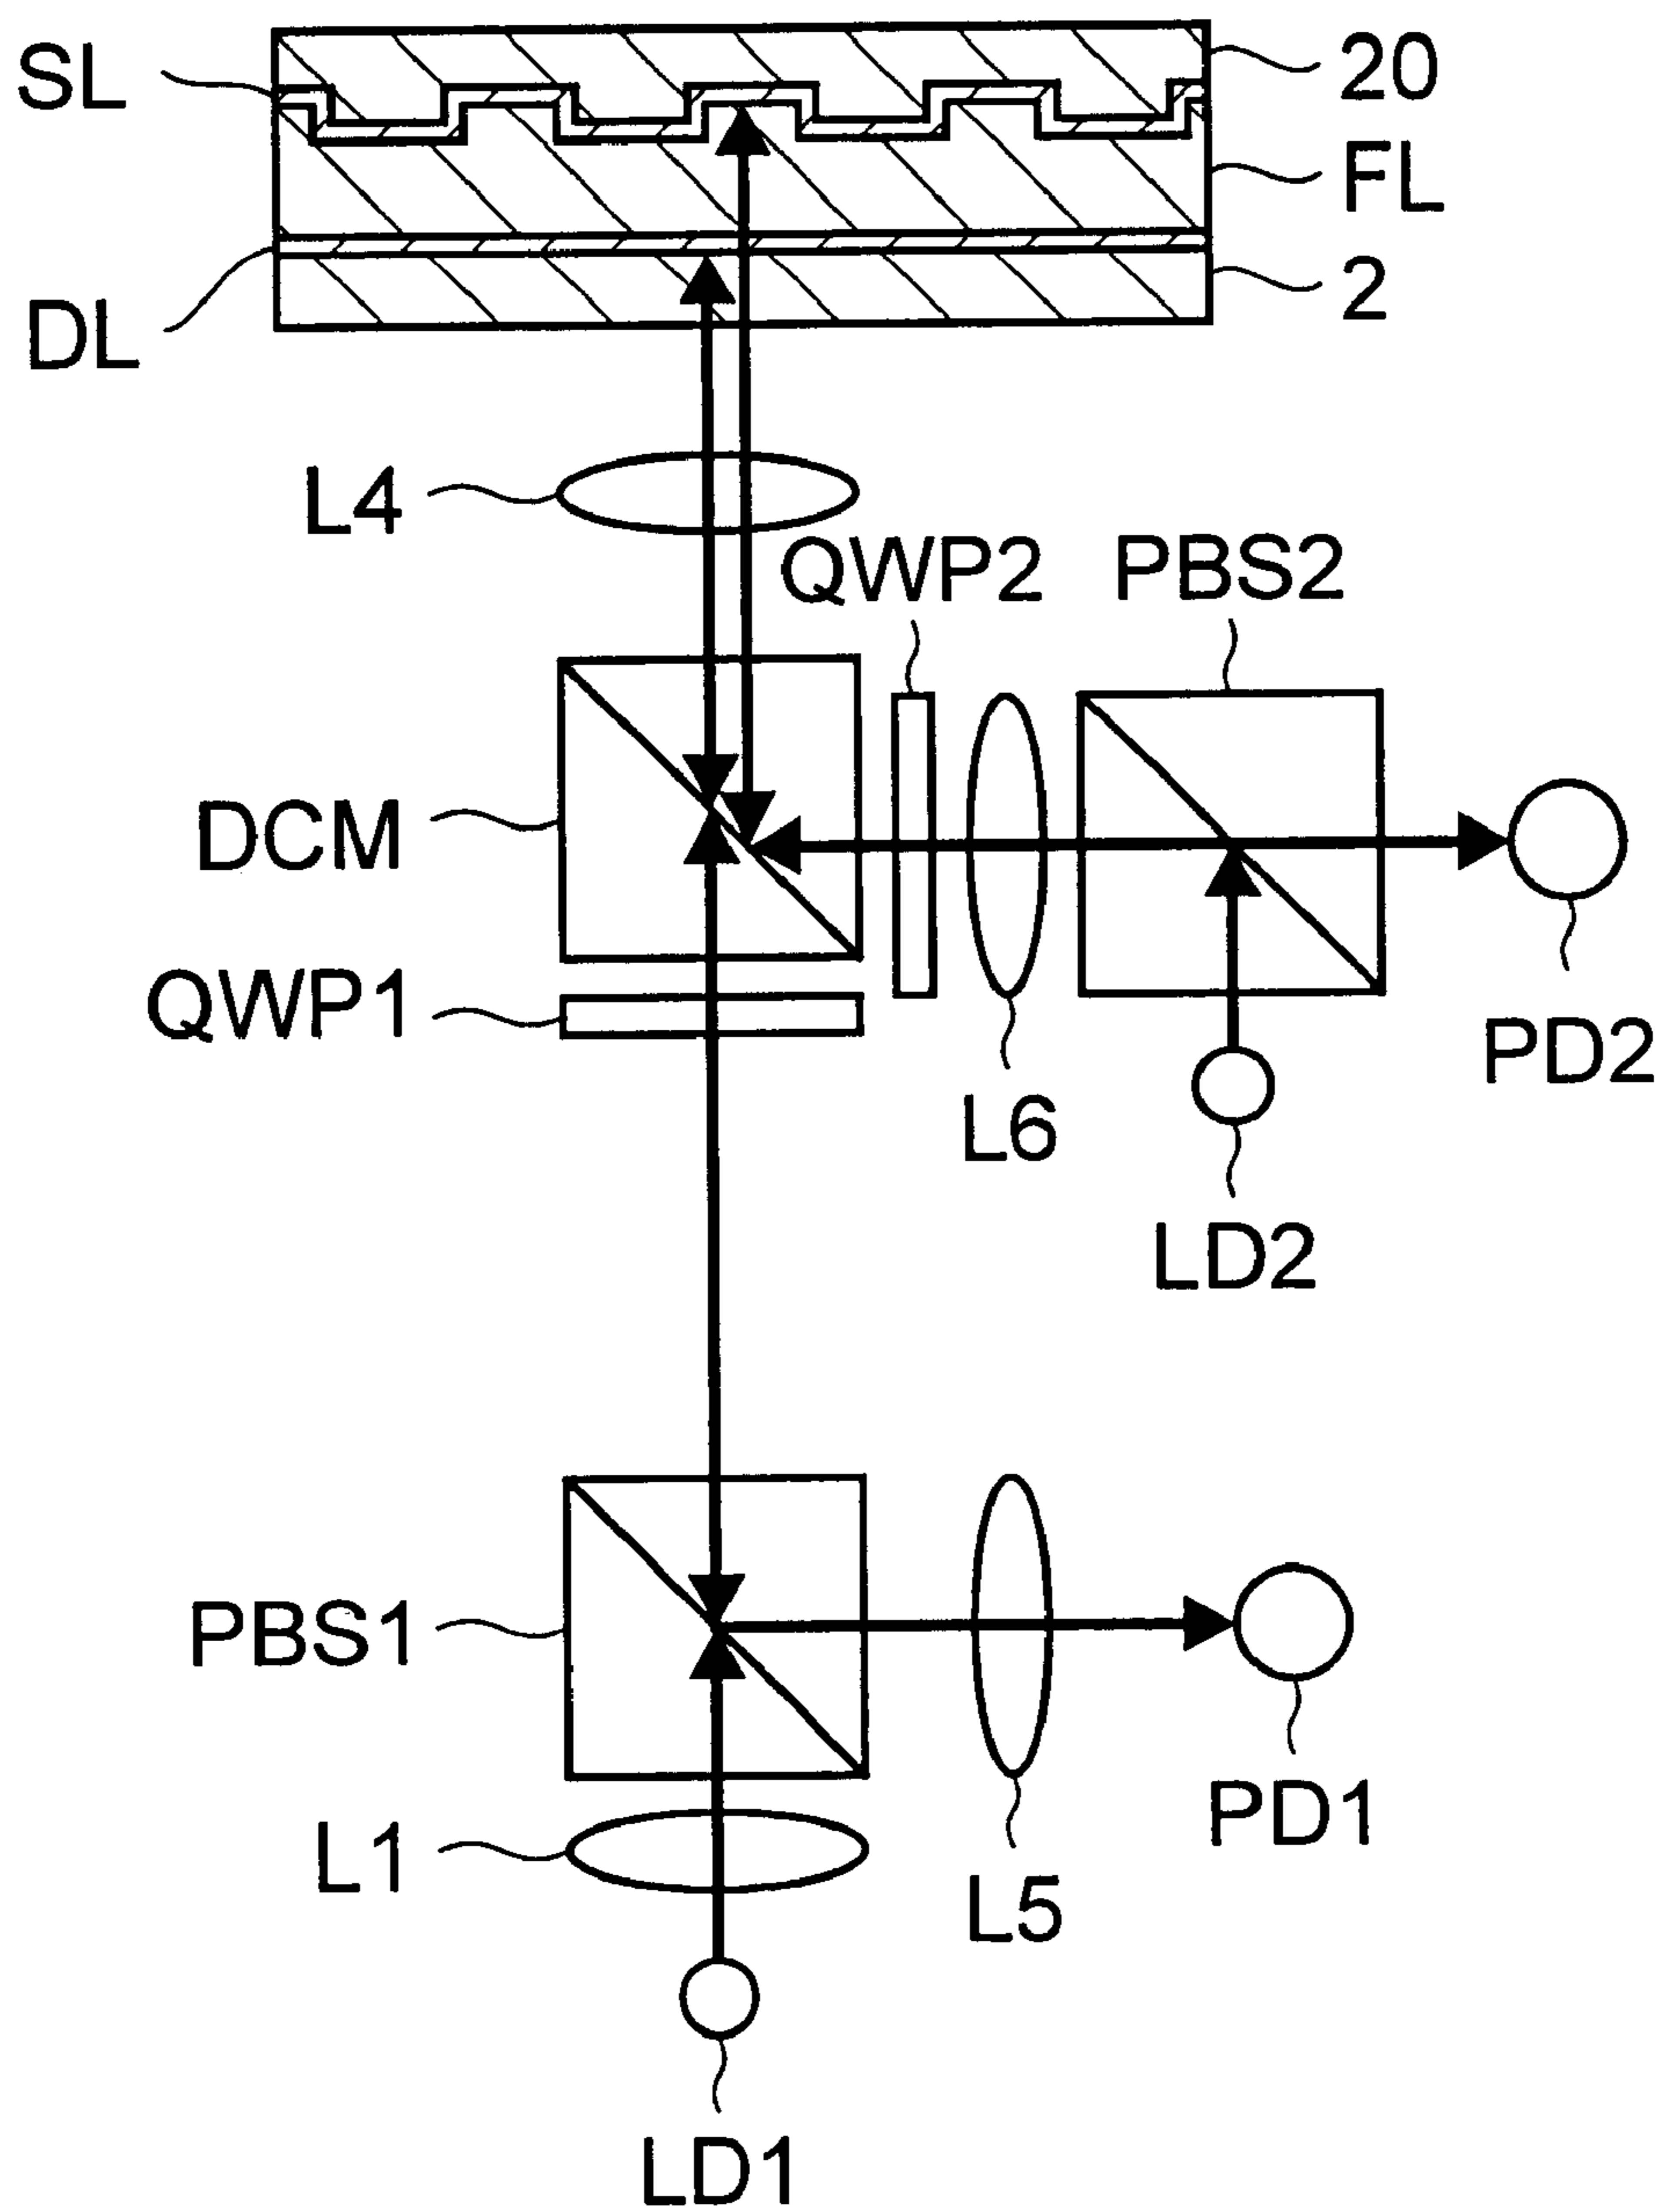 SL
20
FL
DL
2
L4
QWP2
PBS2
DCM
QWP1
PD2
L6
LD2
PBS1
PD1
L1
L5
LD1